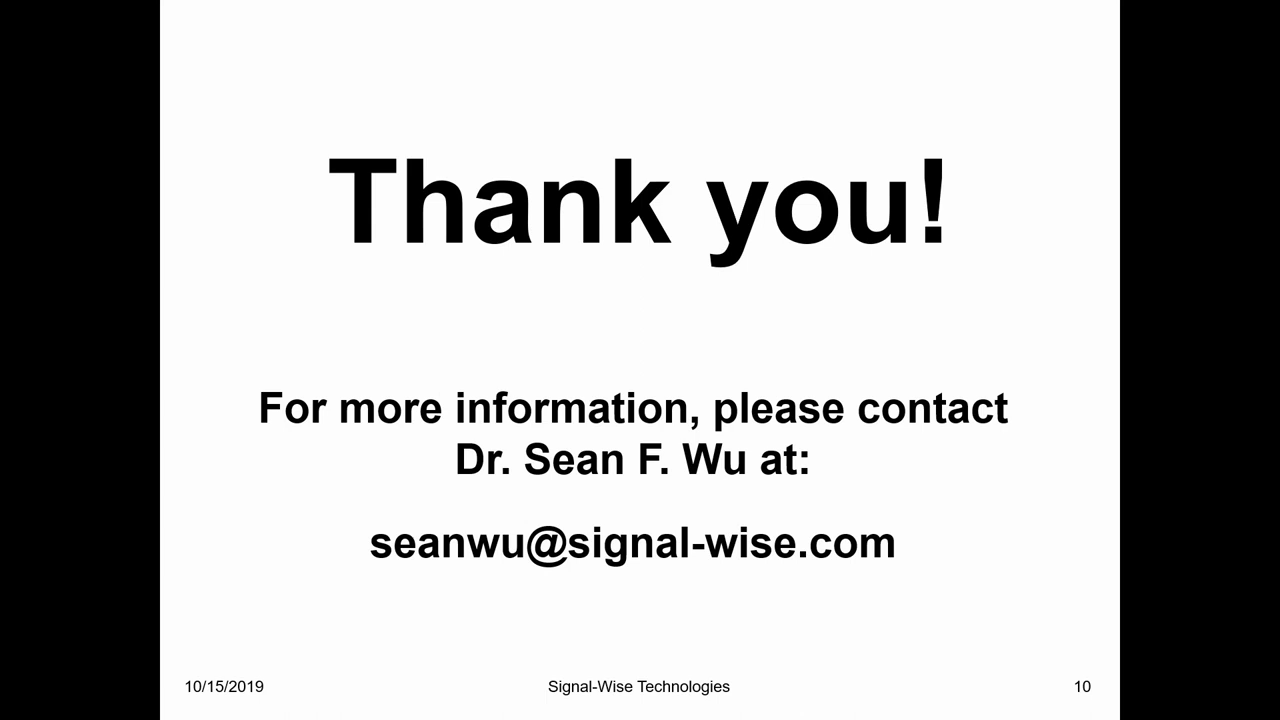 Thank you!
For more information, please contact
Dr. Sean F. Wu at:
seanwu@signal-wise.com
10/15/2019 Signal-Wise Technologies 10